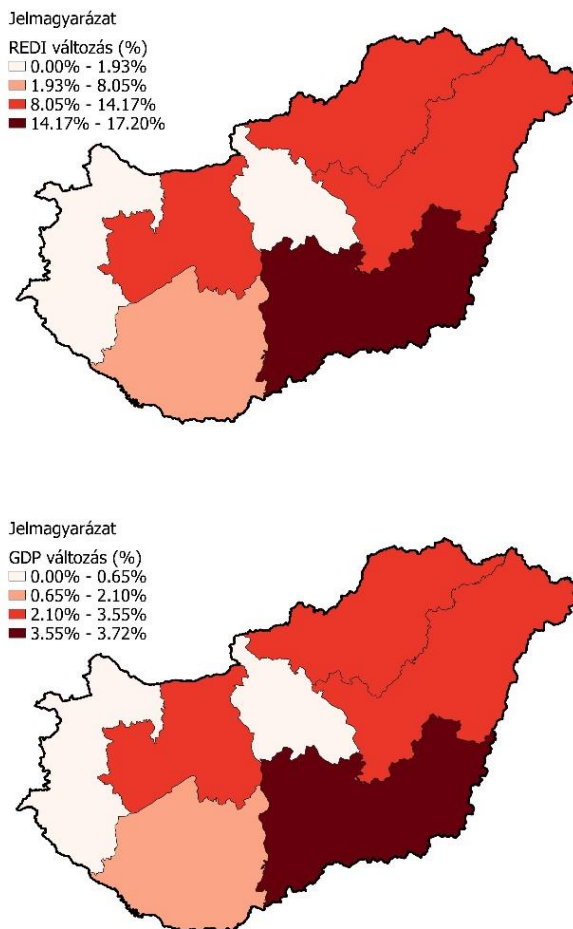 Jelmagyarázat
REDI változás (%)
0.00% - 1.93%
1.93% - 8.05%
8.05% - 14.17%
14.17% - 17.20%
Jelmagyarázat
GDP változás (%)
0.00% - 0.65%
0.65% - 2.10%
2.10% - 3.55%
3.55% - 3.72%